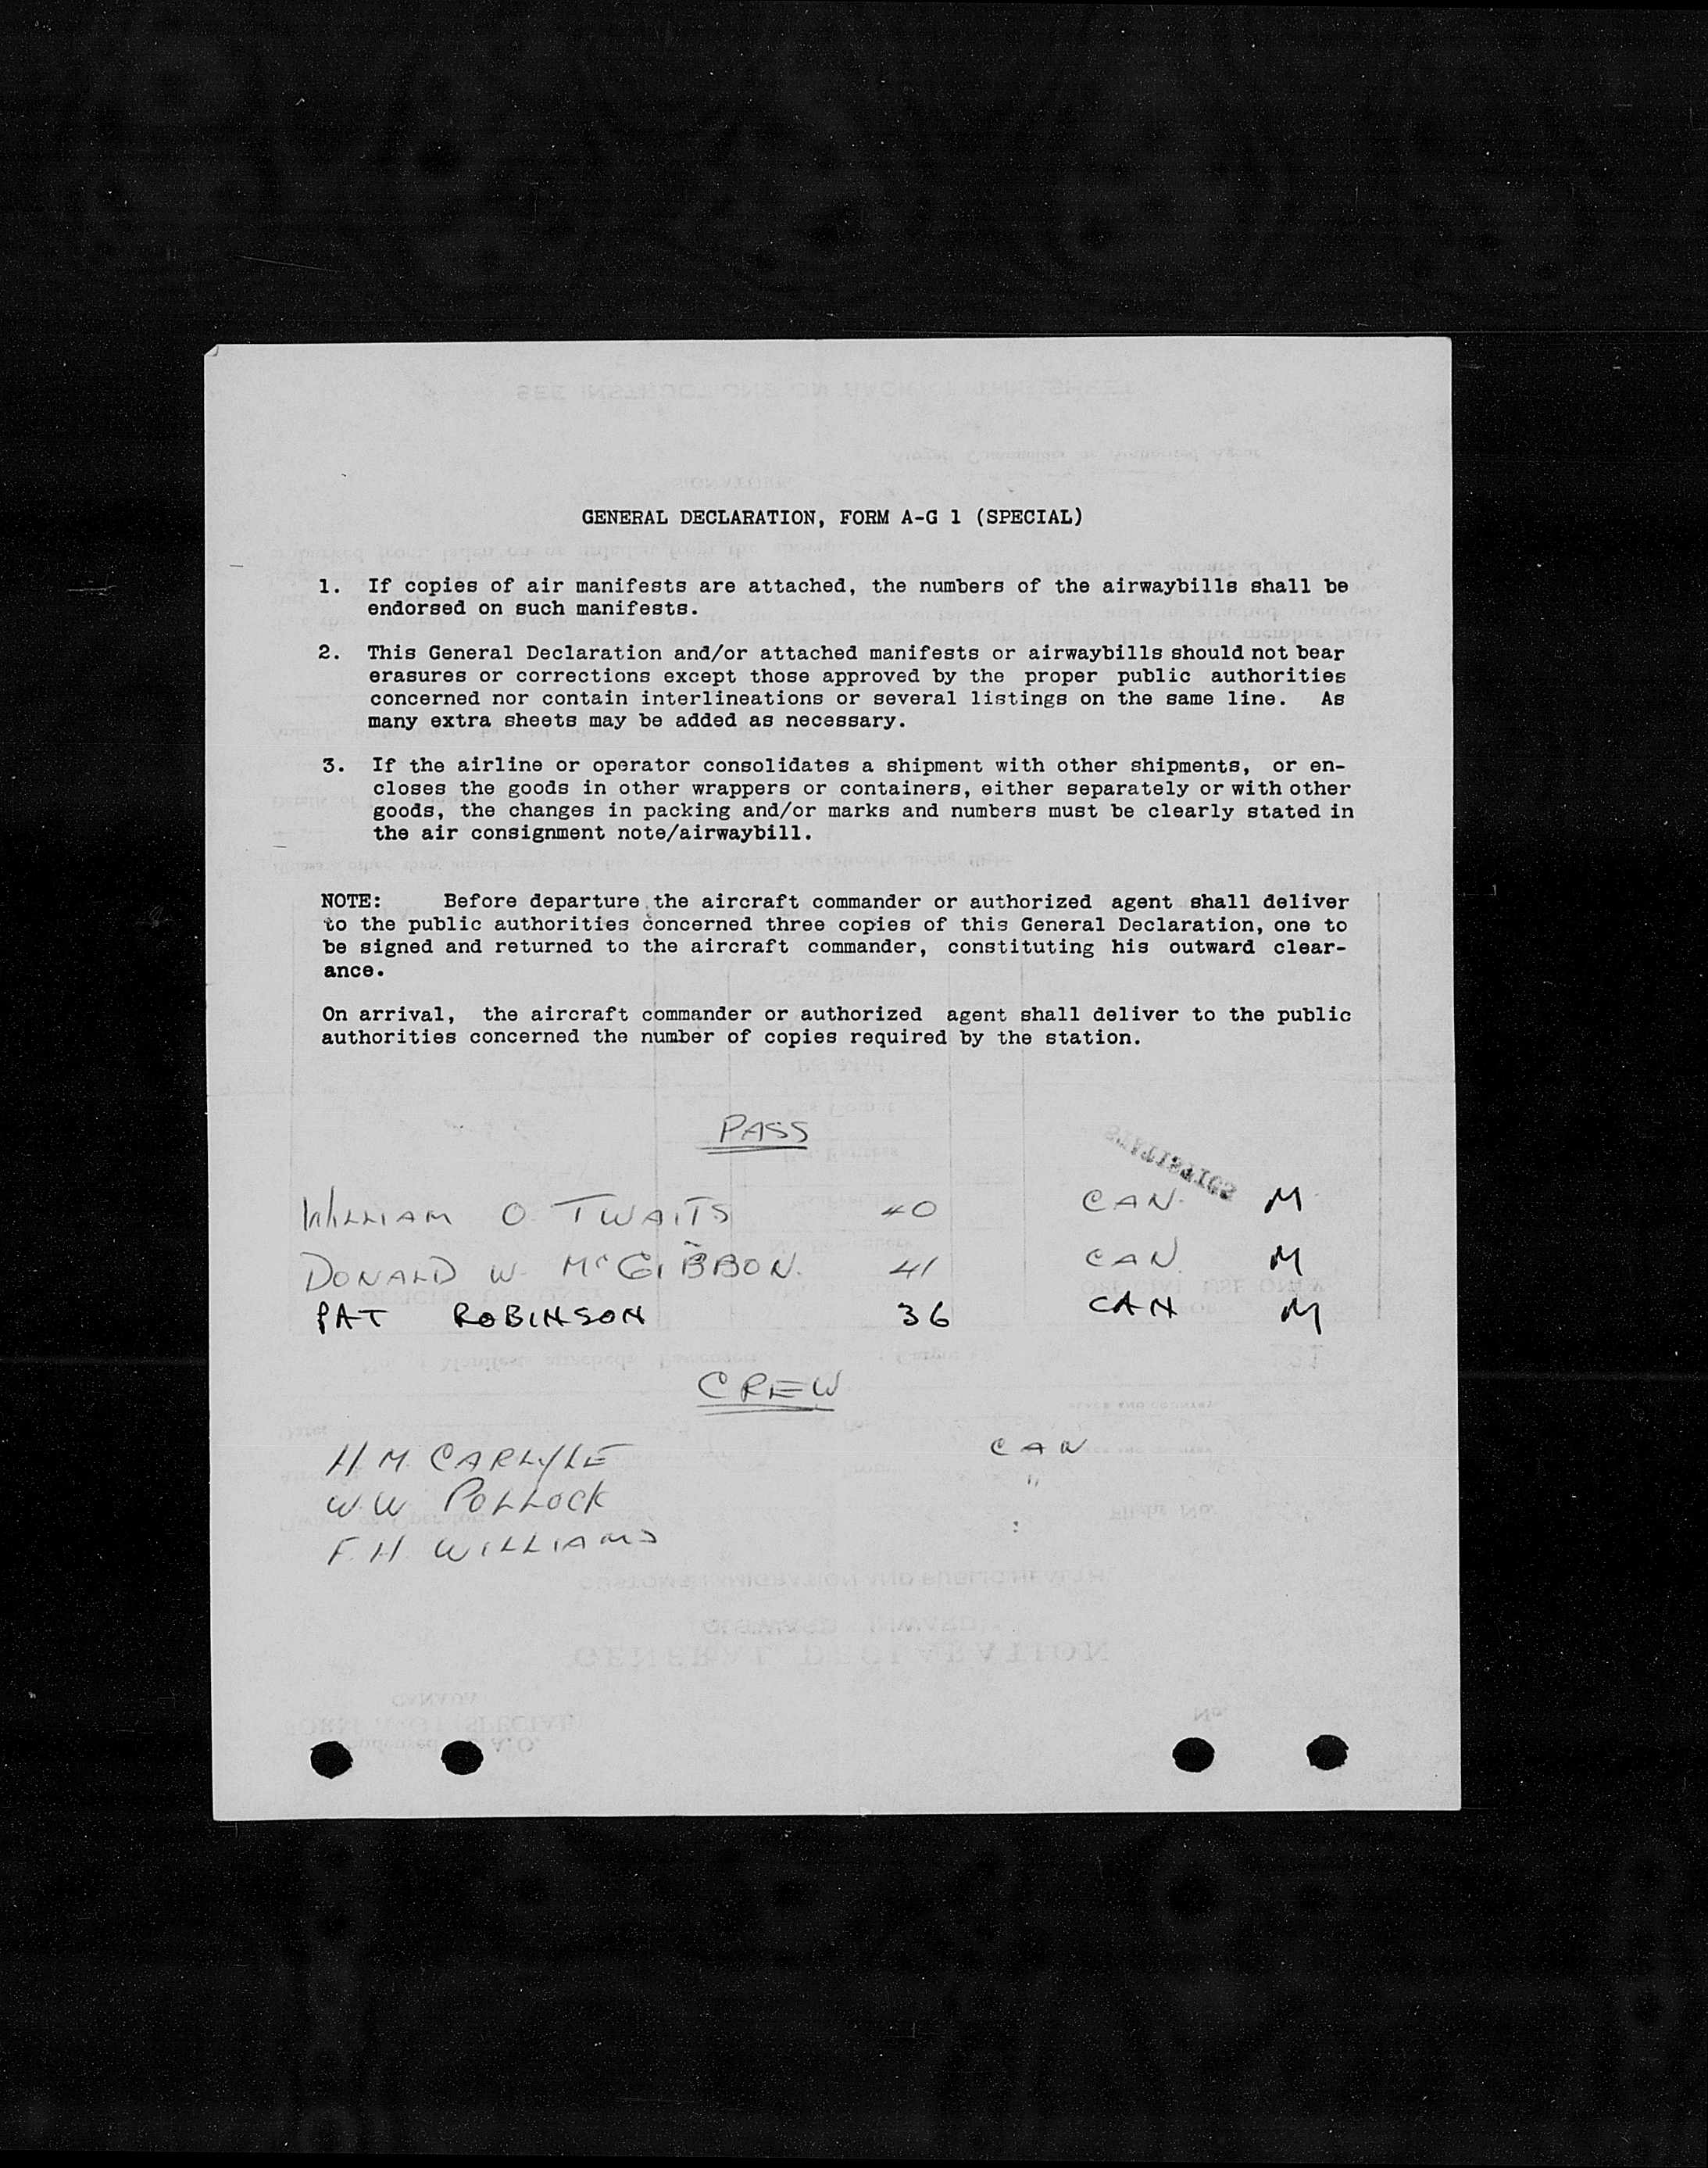 GENERAL DECLARATION, FORM A-G 1 (SPECIAL)
1. If copies of air manifests are attached, the numbers of the airwaybills shall be
endorsed on such manifests.
2. This General Declaration and/or attached manifests or airwaybills should not bear
erasures or corrections except those approved by the proper public authorities
concerned nor contain interlineations or several listings on the same line. As
many extra sheets may be added as necessary.
3. If the airline or operator consolidates a shipment with other shipments, or en-
closes the goods in other wrappers or containers, either separately or with other
goods, the changes in packing and/or marks and numbers must be clearly stated in
the air consignment note/airwaybill.
NOTE: Before departure the aircraft commander or authorized agent shall deliver
to the public authorities concerned three copies of this General Declaration, one to
be signed and returned to the aircraft commander, constituting his outward clear-
ance.
On arrival, the aircraft commander or authorized agent shall deliver to the public
authorities concerned the number of copies required by the station.
PASS
WILLIAM O. TWAITS 40 CAN. M
DONALD W. McGIBBON. 41 CAN. M
PAT ROBINSON 36 CAN M
CREW
H.M. CARLYLE CAN
W.W. POLLOCK "
F.H. WILLIAMS :